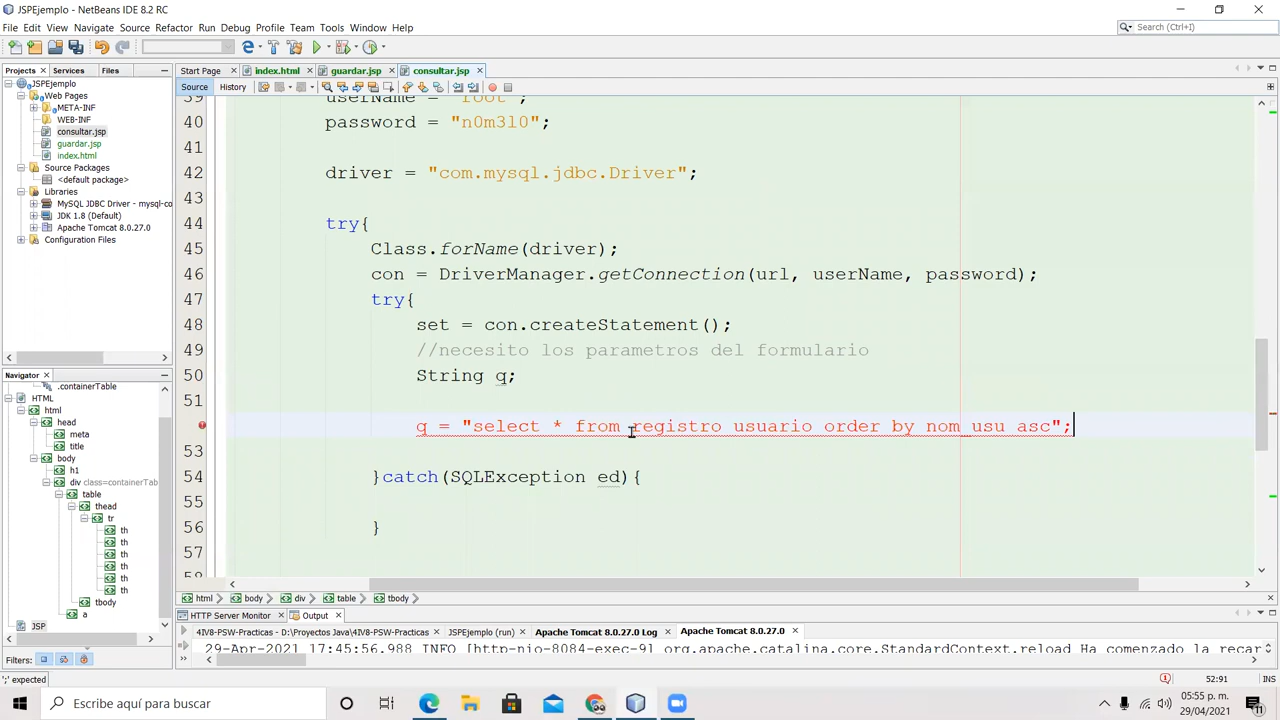 JSPEjemplo - NetBeans IDE 8.2 RC
File Edit View Navigate Source Refactor Run Debug Profile Team Tools Window Help
Search (Ctrl+I)
Projects Services Files
Start Page index.html guardar.jsp consultar.jsp
Source History
JSPEjemplo
Web Pages
META-INF
WEB-INF
consultar.jsp
guardar.jsp
index.html
Source Packages
<default package>
Libraries
MySQL JDBC Driver - mysql-co
JDK 1.8 (Default)
Apache Tomcat 8.0.27.0
Configuration Files
39 userName = "root";
40 password = "n0m3l0";
41
42 driver = "com.mysql.jdbc.Driver";
43
44 try{
45 Class.forName(driver);
46 con = DriverManager.getConnection(url, userName, password);
47 try{
48 set = con.createStatement();
49 //necesito los parametros del formulario
50 String q;
51
q = "select * from registro usuario order by nom_usu asc";
53
54 }catch(SQLException ed){
55
56 }
57
Navigator
.containerTable
HTML
html
head
meta
title
body
h1
div class=containerTab
table
thead
tr
th
th
th
th
th
th
tbody
a
JSP
Filters:
html body div table tbody
HTTP Server Monitor Output
4IV8-PSW-Practicas - D:\Proyectos Java\4IV8-PSW-Practicas JSPEjemplo (run) Apache Tomcat 8.0.27.0 Log Apache Tomcat 8.0.27.0
29-Apr-2021 17:45:56.988 INFO [http-nio-8084-exec-9] org.apache.catalina.core.StandardContext.reload Ha comenzado la recar
';' expected
1
52:91 INS
Escribe aquí para buscar
05:55 p. m.
29/04/2021
11